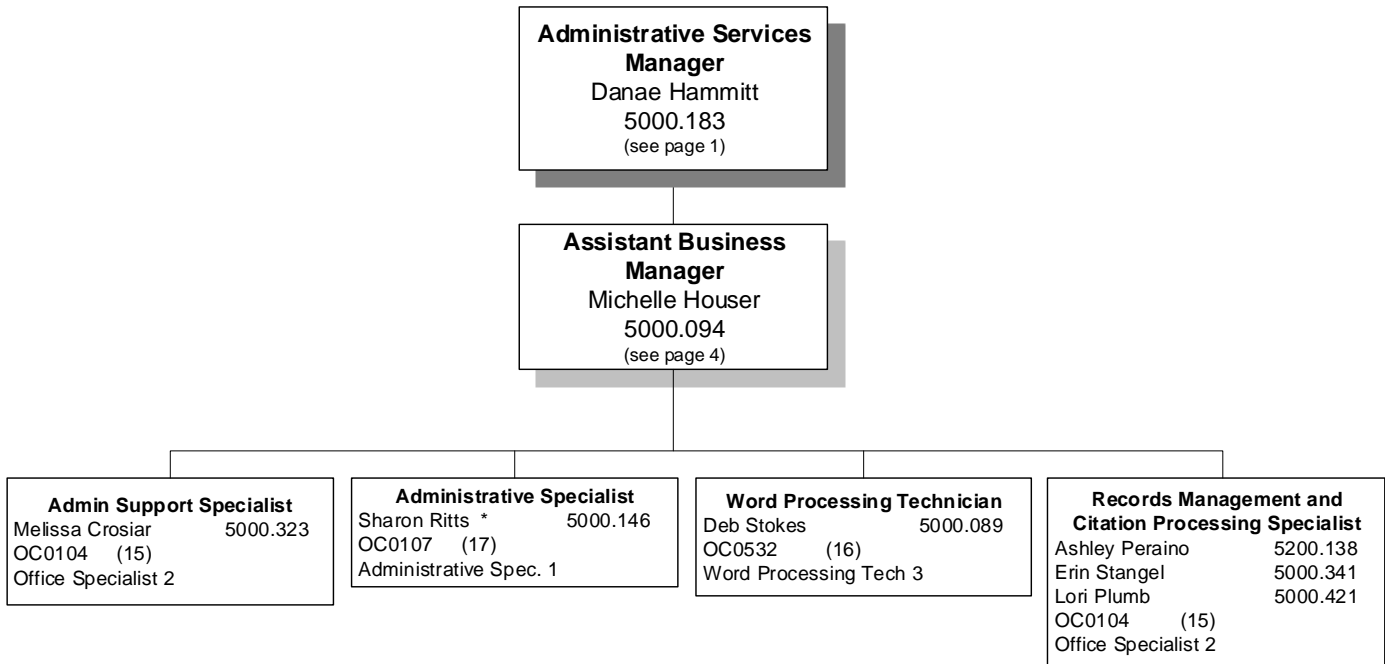 Administrative Services
Manager
Danae Hammitt
5000.183
(see page 1)
Assistant Business
Manager
Michelle Houser
5000.094
(see page 4)
Admin Support Specialist
Melissa Crosiar 5000.323
OC0104 (15)
Office Specialist 2
Administrative Specialist
Sharon Ritts * 5000.146
OC0107 (17)
Administrative Spec. 1
Word Processing Technician
Deb Stokes 5000.089
OC0532 (16)
Word Processing Tech 3
Records Management and
Citation Processing Specialist
Ashley Peraino 5200.138
Erin Stangel 5000.341
Lori Plumb 5000.421
OC0104 (15)
Office Specialist 2